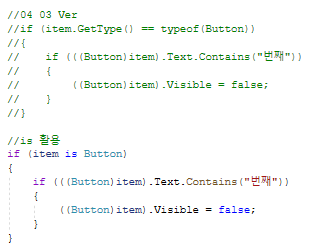 //04 03 Ver
//if (item.GetType() == typeof(Button))
//{
//    if (((Button)item).Text.Contains("번째"))
//    {
//        ((Button)item).Visible = false;
//    }
//}

//is 활용
if (item is Button)
{
    if (((Button)item).Text.Contains("번째"))
    {
        ((Button)item).Visible = false;
    }
}